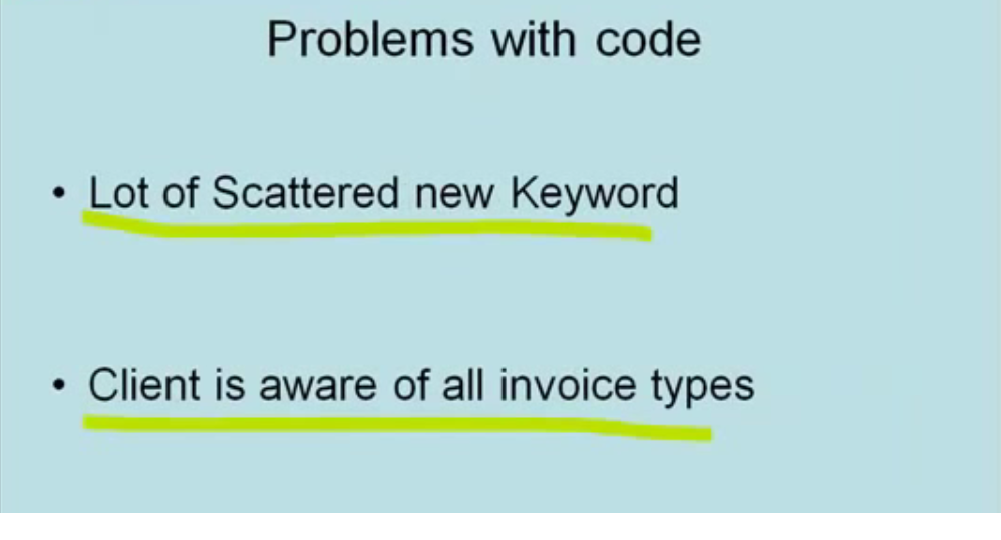 Problems with code
• Lot of Scattered new Keyword
• Client is aware of all invoice types